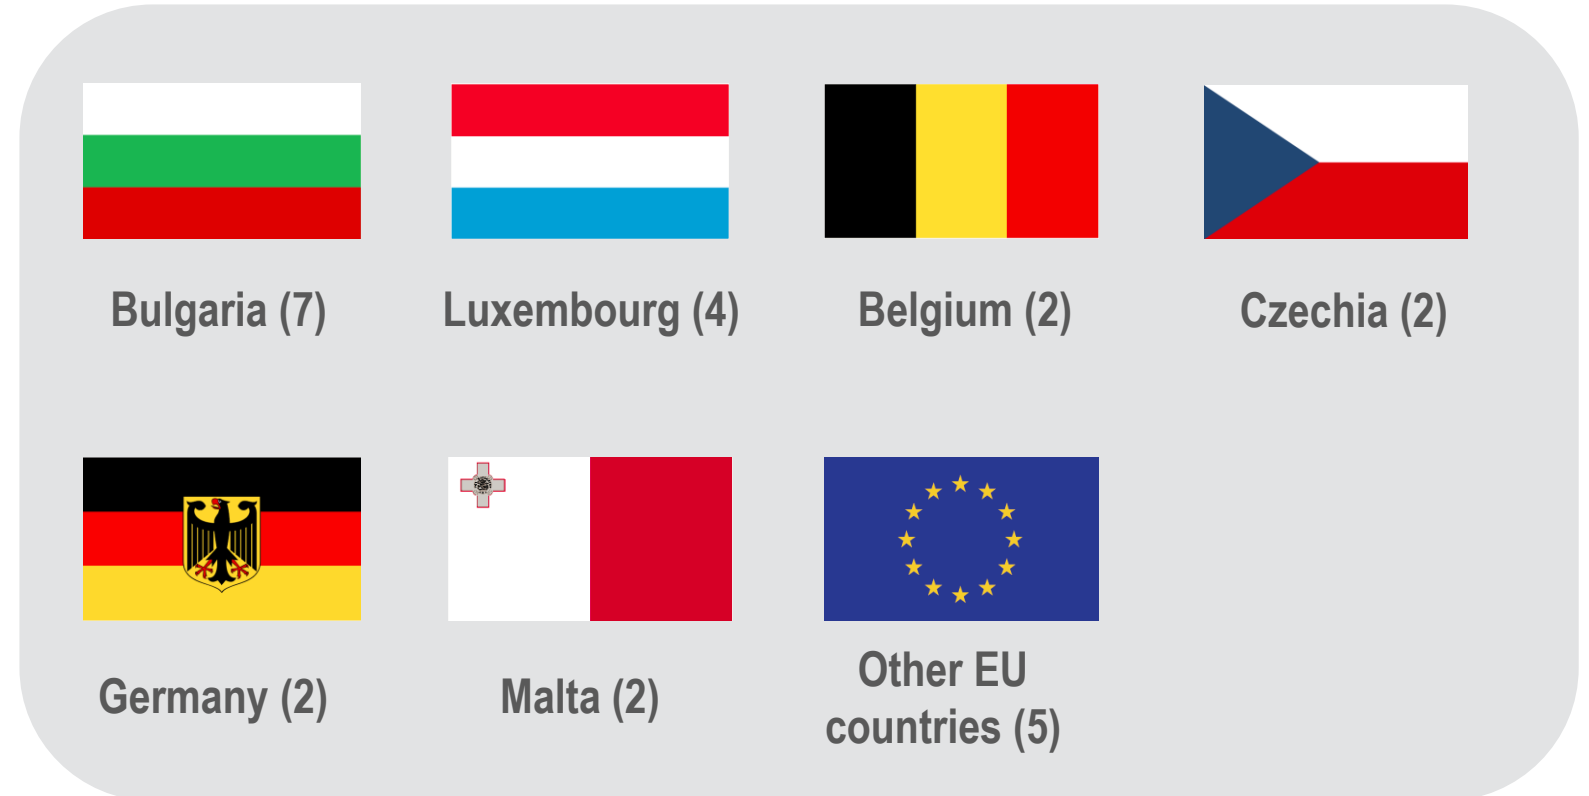 Bulgaria (7)
Luxembourg (4)
Belgium (2)
Czechia (2)
Germany (2)
Malta (2)
Other EU
countries (5)